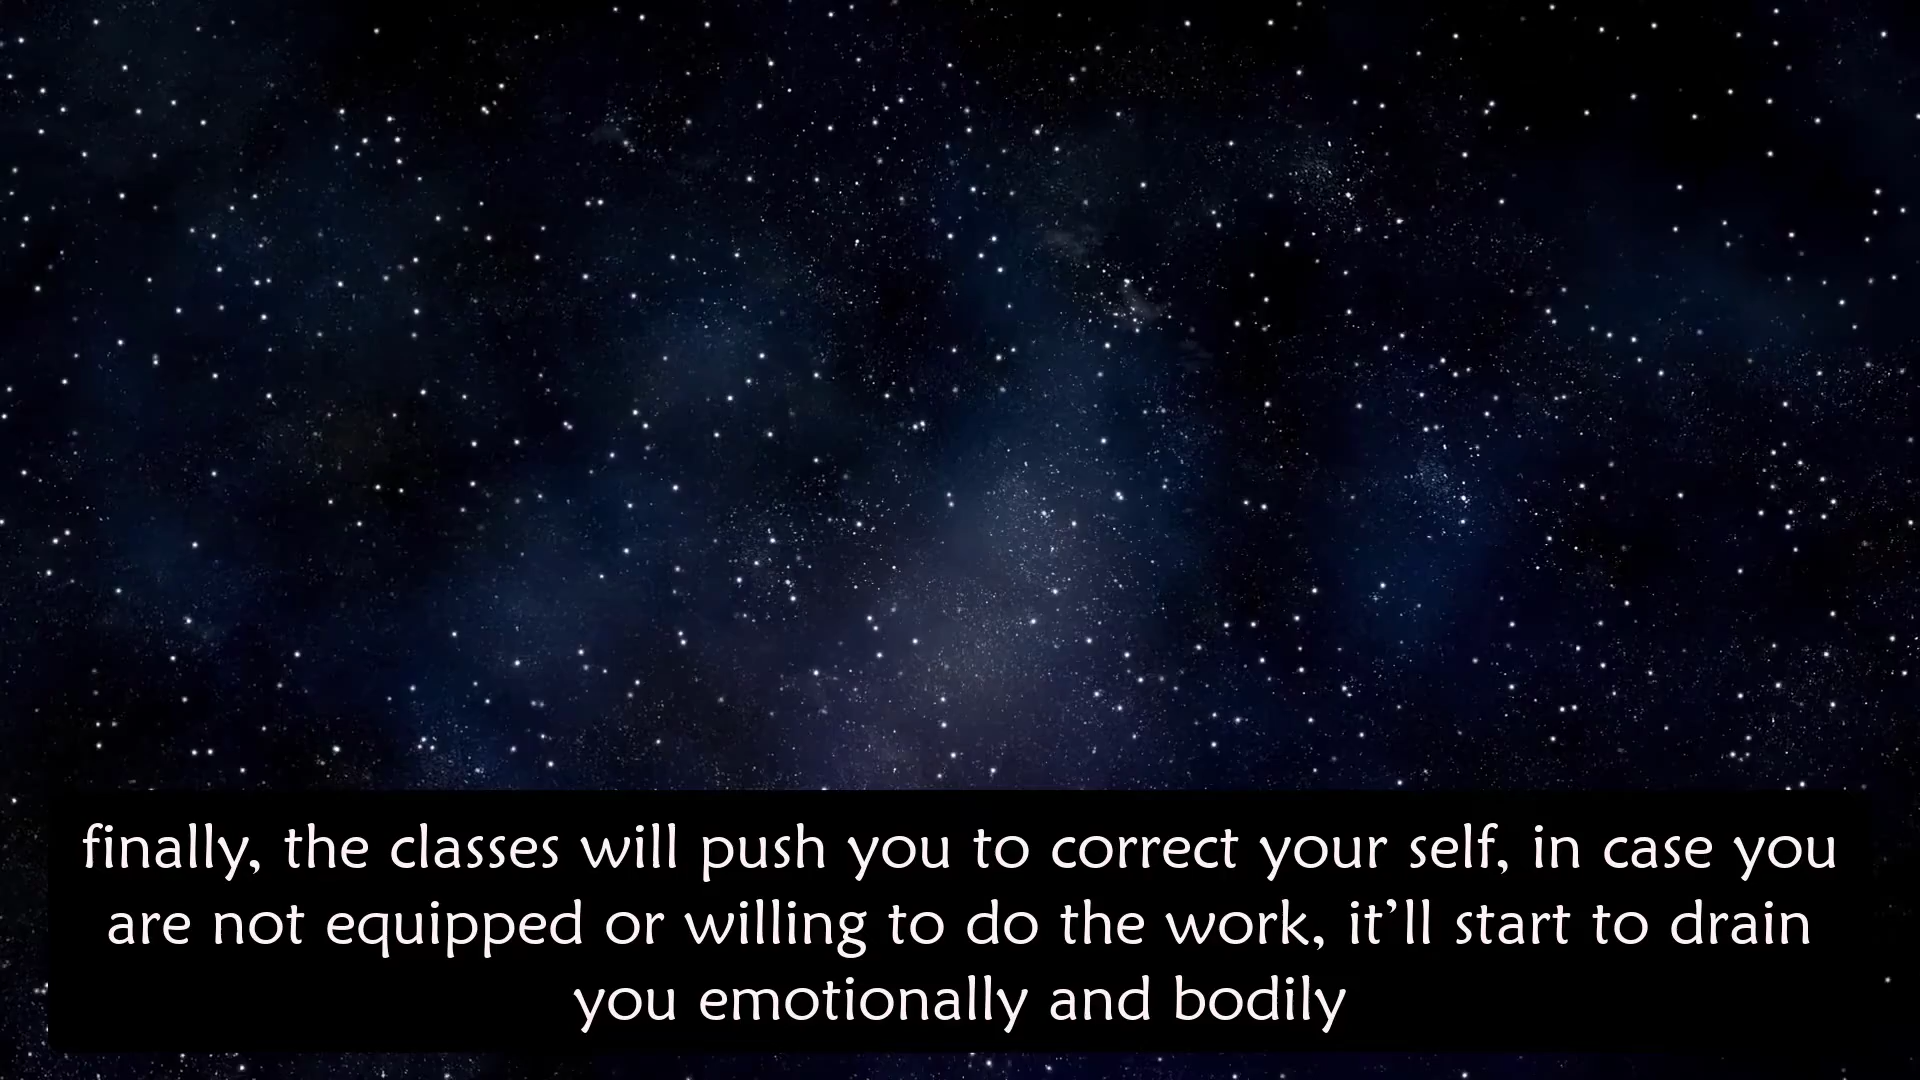 finally, the classes will push you to correct your self, in case you
are not equipped or willing to do the work, it’ll start to drain
you emotionally and bodily